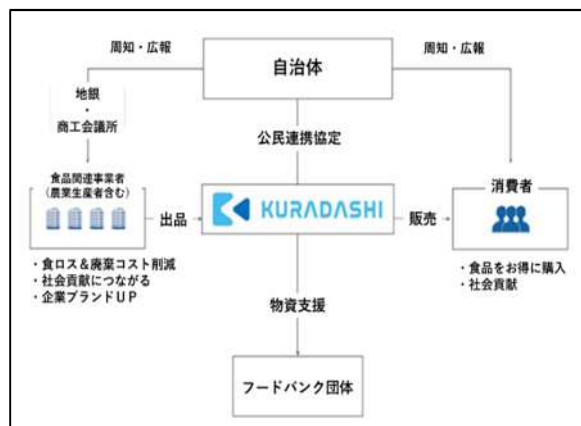 周知・広報
周知・広報
自治体
地銀
・
商工会議所
公民連携協定
食品関連事業者
（農業生産者含む）
消費者
出品
KURADASHI
販売
・食ロス＆廃棄コスト削減
・社会貢献につながる
・企業ブランドＵＰ
・食品をお得に購入
・社会貢献
物資支援
フードバンク団体